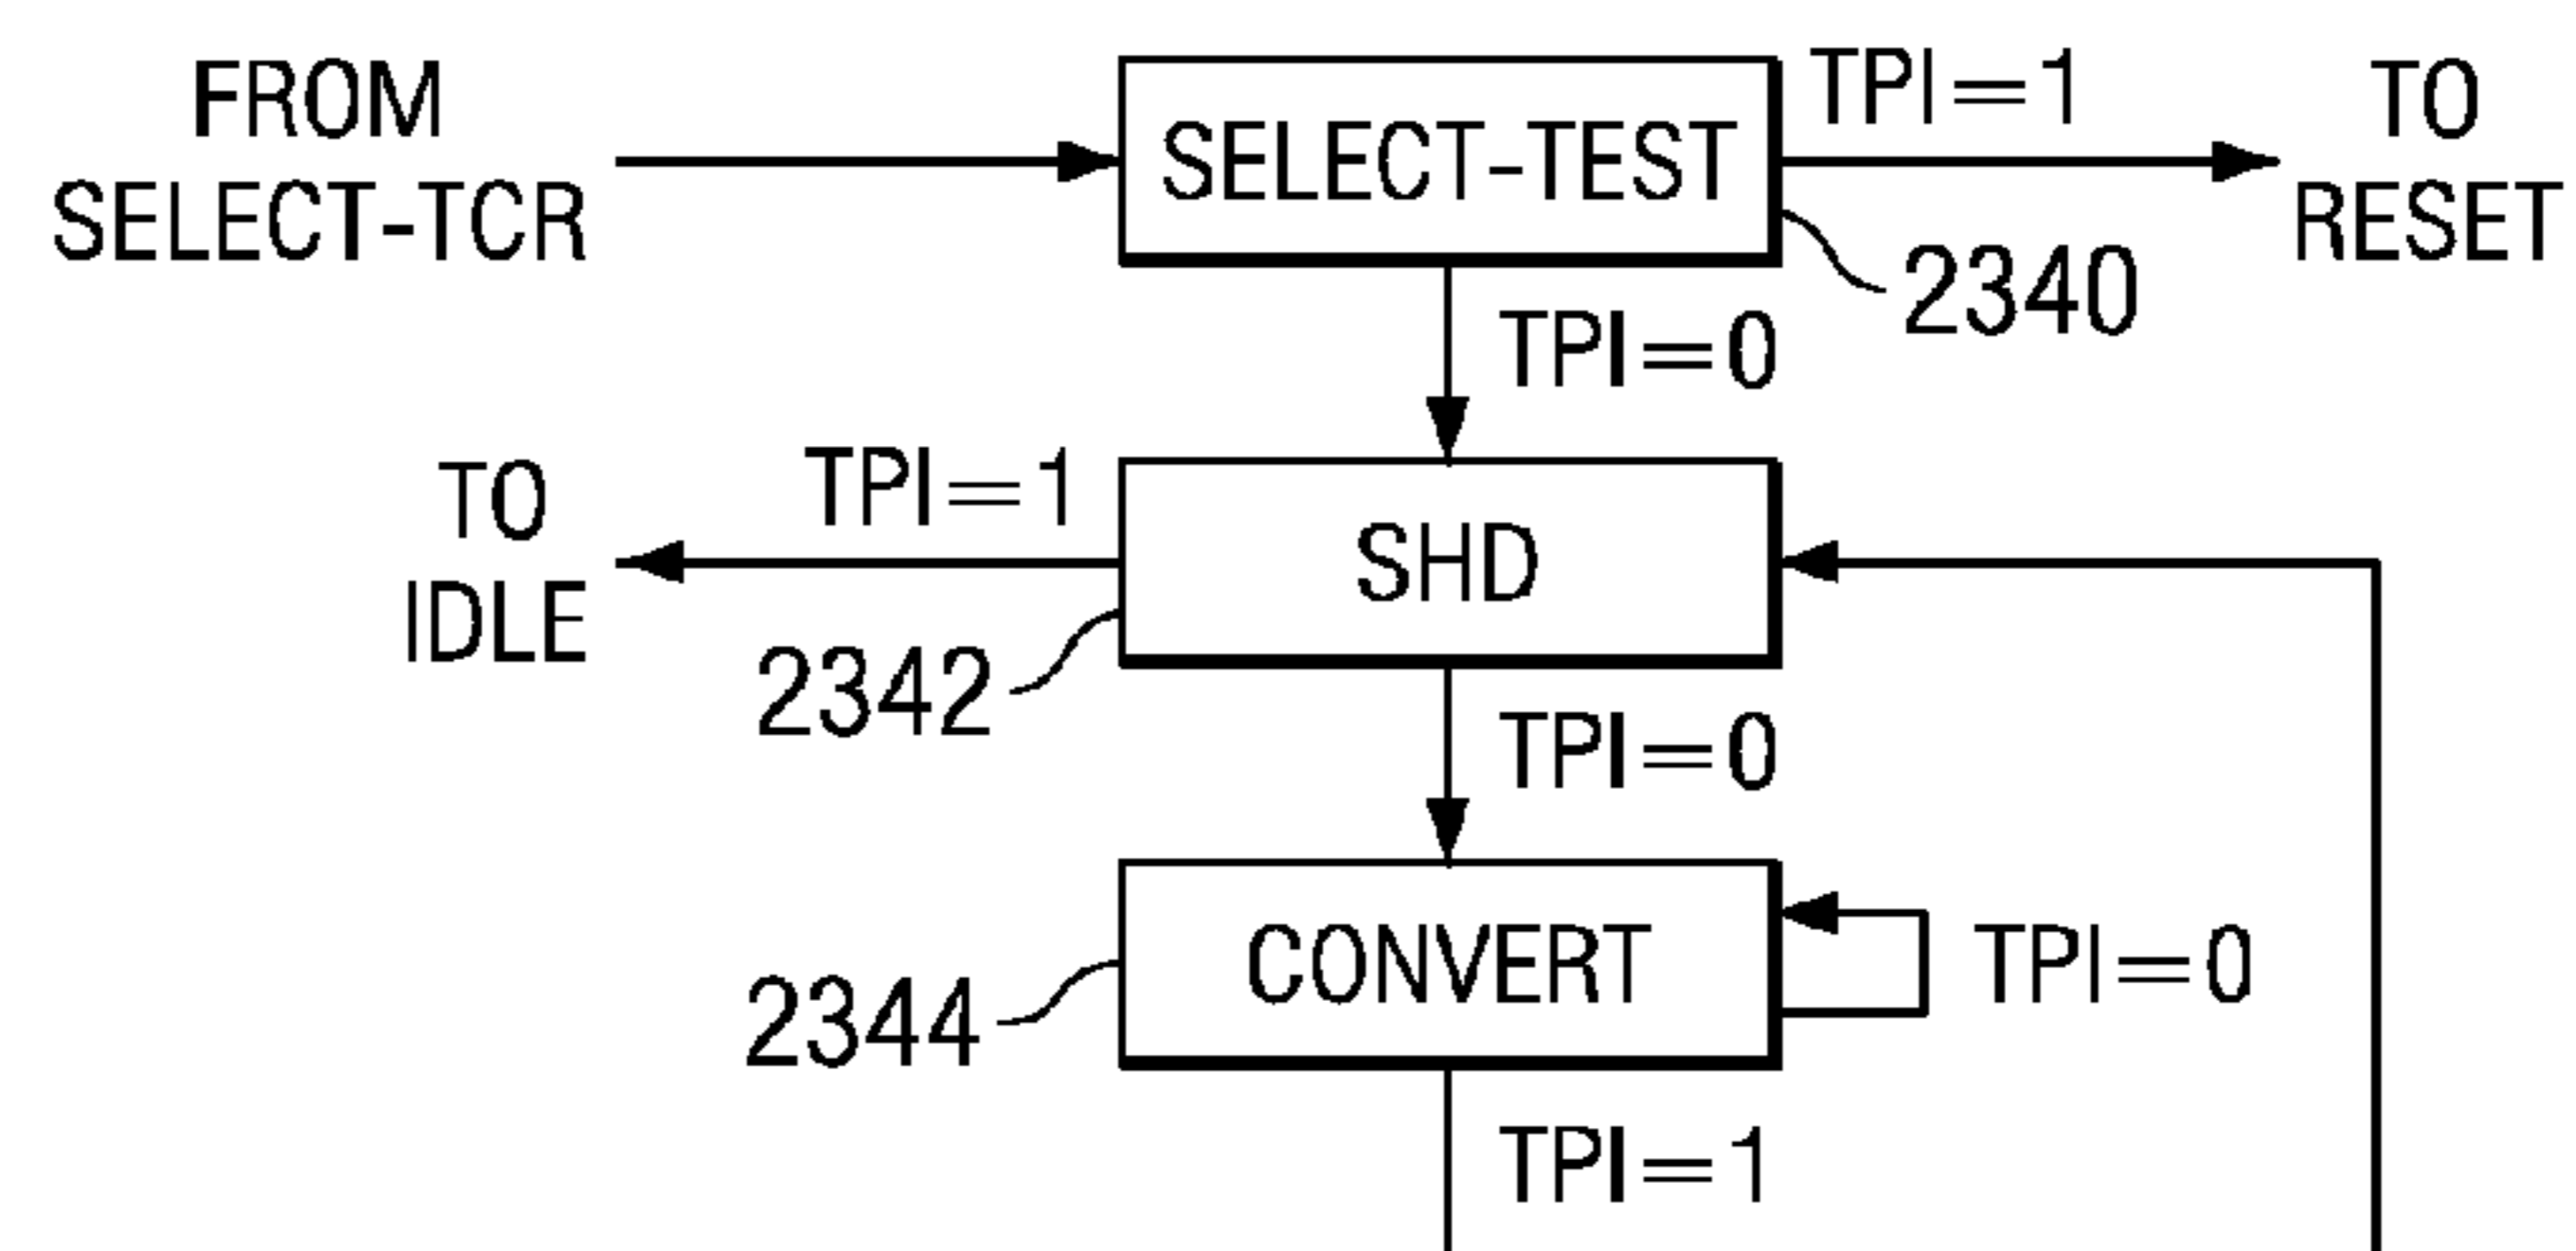 FROM
SELECT-TCR
SELECT-TEST
TPI=1
TO
RESET
2340
TPI=0
TO
IDLE
TPI=1
SHD
2342
TPI=0
CONVERT
TPI=0
2344
TPI=1